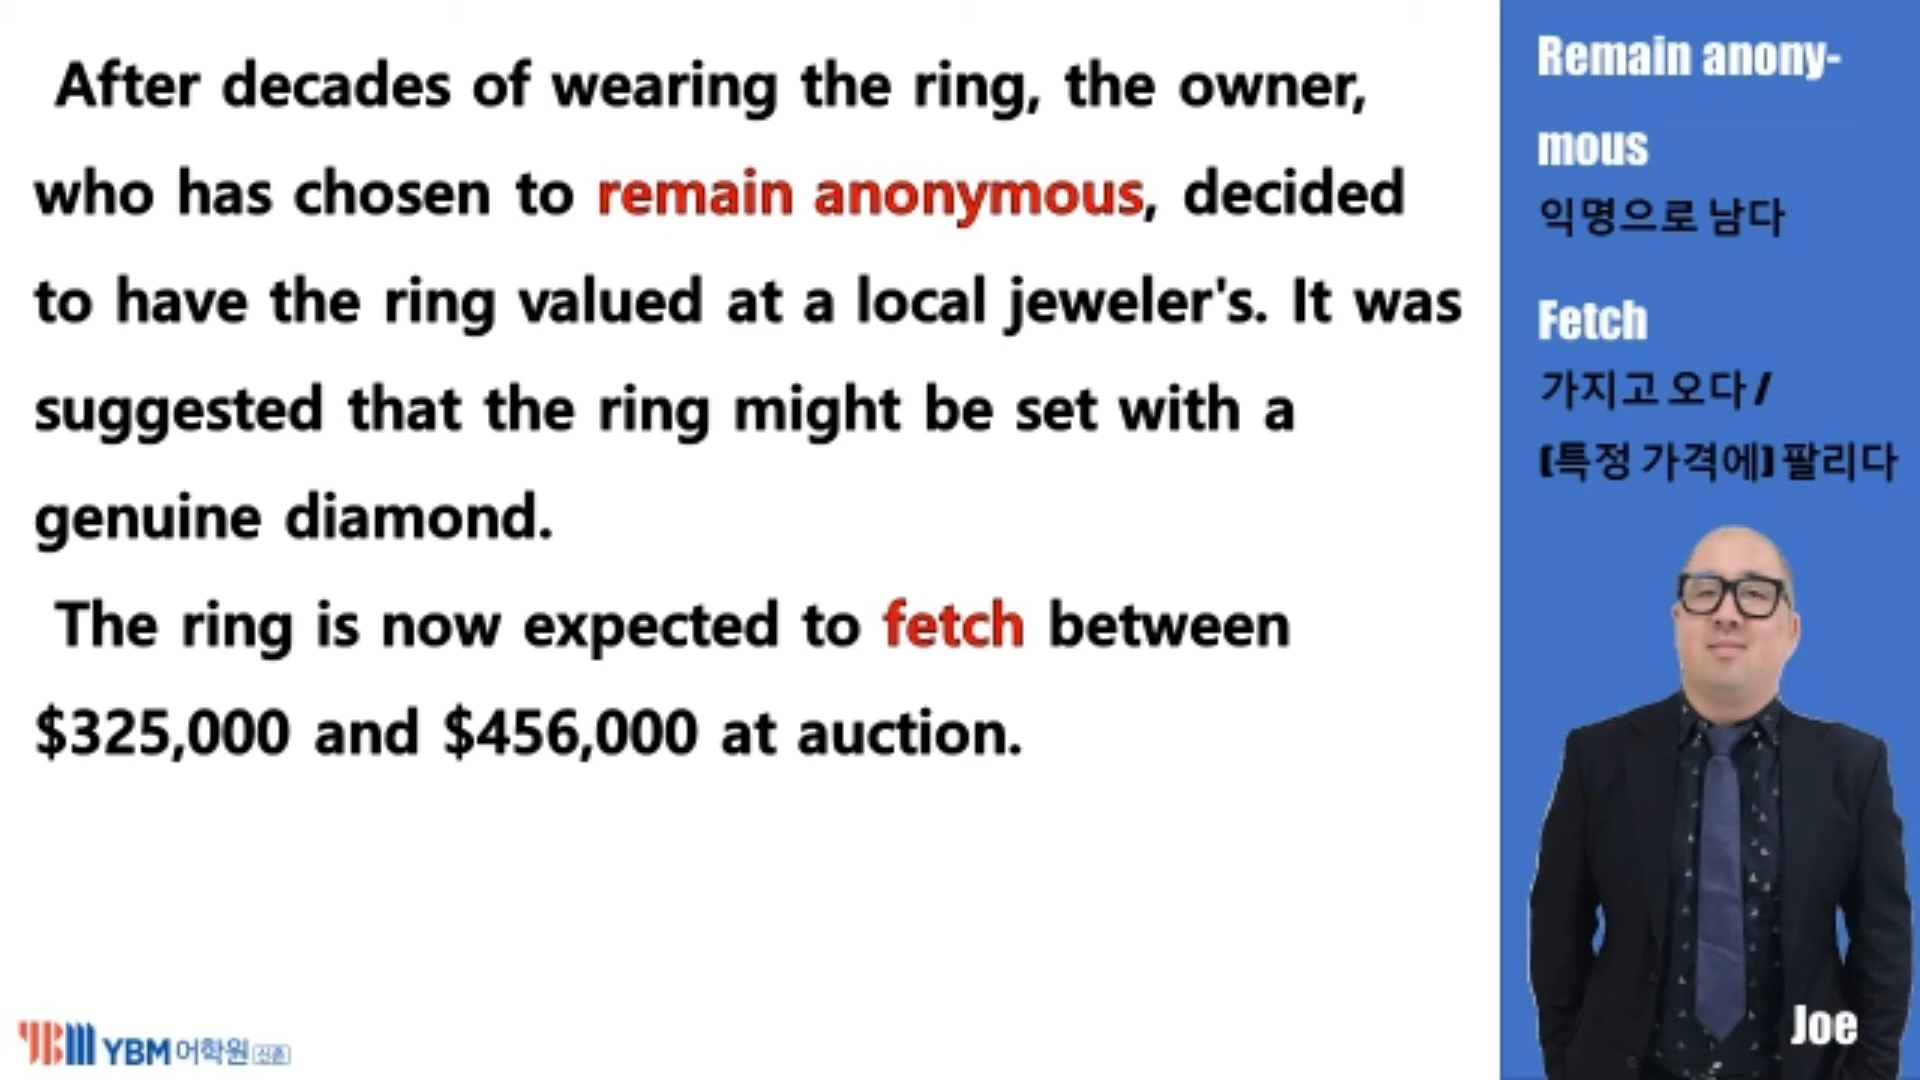 After decades of wearing the ring, the owner,
who has chosen to remain anonymous, decided
to have the ring valued at a local jeweler's. It was
suggested that the ring might be set with a
genuine diamond.
The ring is now expected to fetch between
$325,000 and $456,000 at auction.
Remain anony-
mous
익명으로 남다
Fetch
가지고 오다 /
(특정 가격에) 팔리다
Joe
YBM 어학원 신촌